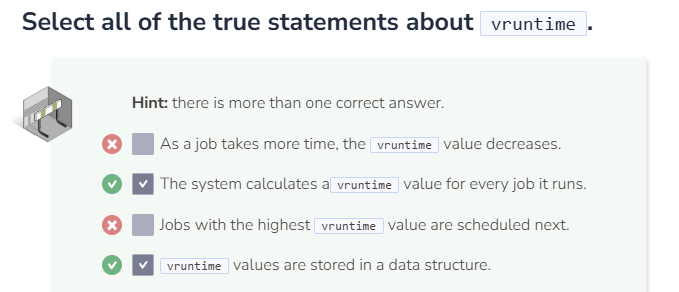 Select all of the true statements about vruntime.
Hint: there is more than one correct answer.
As a job takes more time, the vruntime value decreases.
The system calculates a vruntime value for every job it runs.
Jobs with the highest vruntime value are scheduled next.
vruntime values are stored in a data structure.